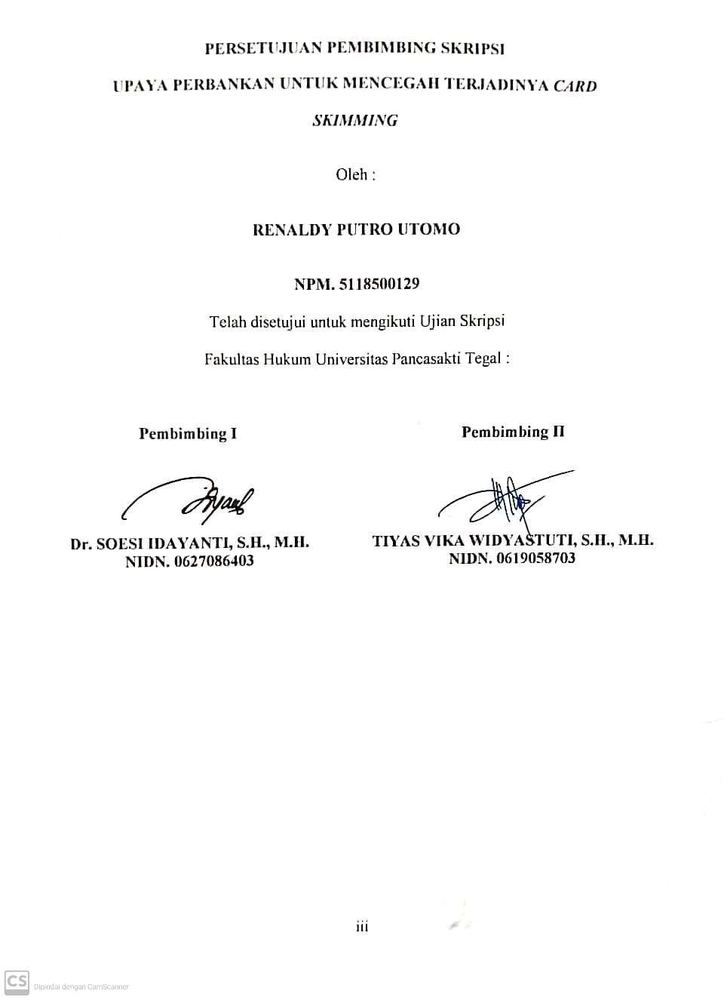 PERSETUJUAN PEMBIMBING SKRIPSI
UPAYA PERBANKAN UNTUK MENCEGAH TERJADINYA CARD
SKIMMING
Oleh :
RENALDY PUTRO UTOMO
NPM. 5118500129
Telah disetujui untuk mengikuti Ujian Skripsi
Fakultas Hukum Universitas Pancasakti Tegal :
Pembimbing I
Pembimbing II
Dr. SOESI IDAYANTI, S.H., M.H.
NIDN. 0627086403
TIYAS VIKA WIDYASTUTI, S.H., M.H.
NIDN. 0619058703
iii
CS Dipindai dengan CamScanner